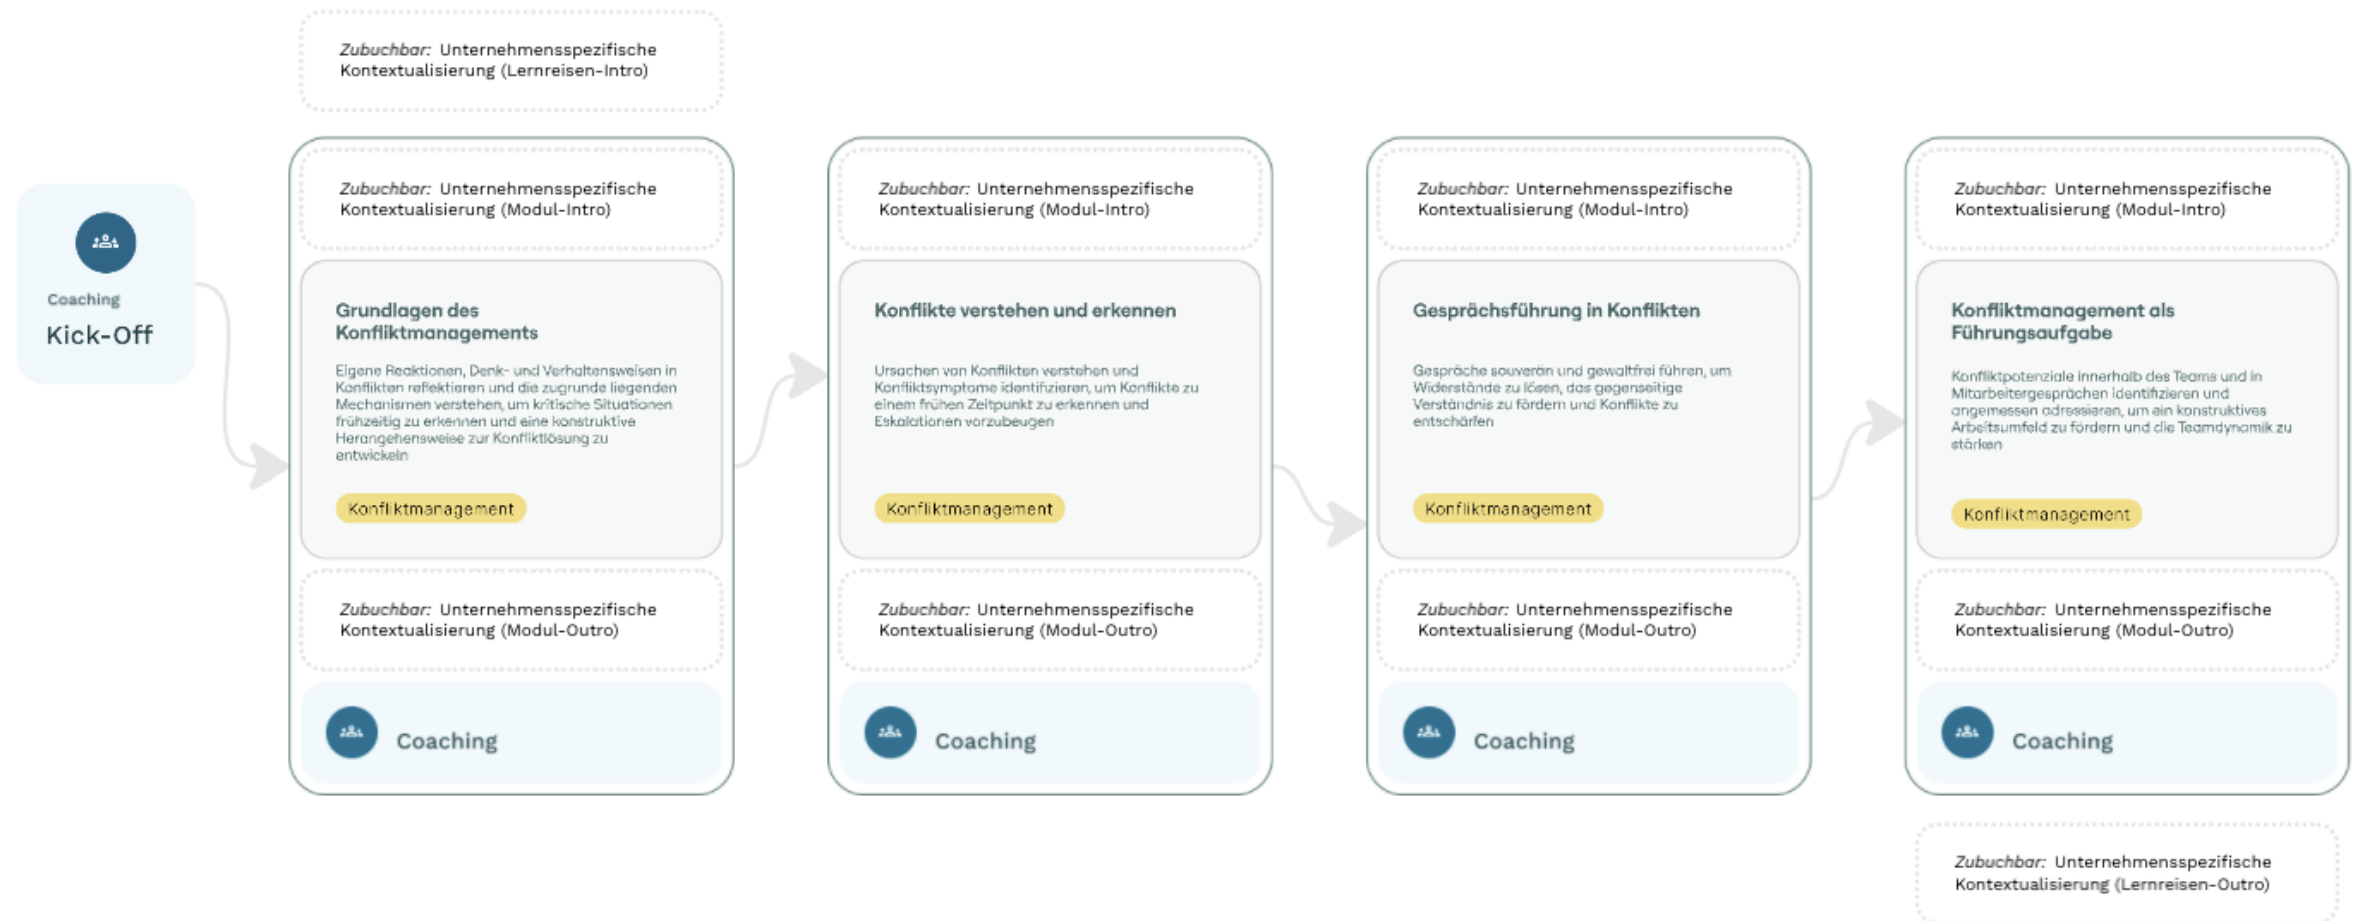 Zubuchbar: Unternehmensspezifische
Kontextualisierung (Lernreisen-Intro)
Coaching
Kick-Off
Zubuchbar: Unternehmensspezifische
Kontextualisierung (Modul-Intro)
Grundlagen des
Konfliktmanagements
Eigene Reaktionen, Denk- und Verhaltensweisen in
Konflikten reflektieren und die zugrunde liegenden
Mechanismen verstehen, um kritische Situationen
frühzeitig zu erkennen und eine konstruktive
Herangehensweise zur Konfliktlösung zu
entwickeln
Konfliktmanagement
Zubuchbar: Unternehmensspezifische
Kontextualisierung (Modul-Outro)
Coaching
Zubuchbar: Unternehmensspezifische
Kontextualisierung (Modul-Intro)
Konflikte verstehen und erkennen
Ursachen von Konflikten verstehen und
Konfliktsymptome identifizieren, um Konflikte zu
einem frühen Zeitpunkt zu erkennen und
Eskalationen vorzubeugen
Konfliktmanagement
Zubuchbar: Unternehmensspezifische
Kontextualisierung (Modul-Outro)
Coaching
Zubuchbar: Unternehmensspezifische
Kontextualisierung (Modul-Intro)
Gesprächsführung in Konflikten
Gespräche souverän und gewaltfrei führen, um
Widerstände zu lösen, das gegenseitige
Verständnis zu fördern und Konflikte zu
entschärfen
Konfliktmanagement
Zubuchbar: Unternehmensspezifische
Kontextualisierung (Modul-Outro)
Coaching
Zubuchbar: Unternehmensspezifische
Kontextualisierung (Modul-Intro)
Konfliktmanagement als
Führungsaufgabe
Konfliktpotenziale innerhalb des Teams und in
Mitarbeitergesprächen identifizieren und
angemessen adressieren, um ein konstruktives
Arbeitsumfeld zu fördern und die Teamdynamik zu
stärken
Konfliktmanagement
Zubuchbar: Unternehmensspezifische
Kontextualisierung (Modul-Outro)
Coaching
Zubuchbar: Unternehmensspezifische
Kontextualisierung (Lernreisen-Outro)